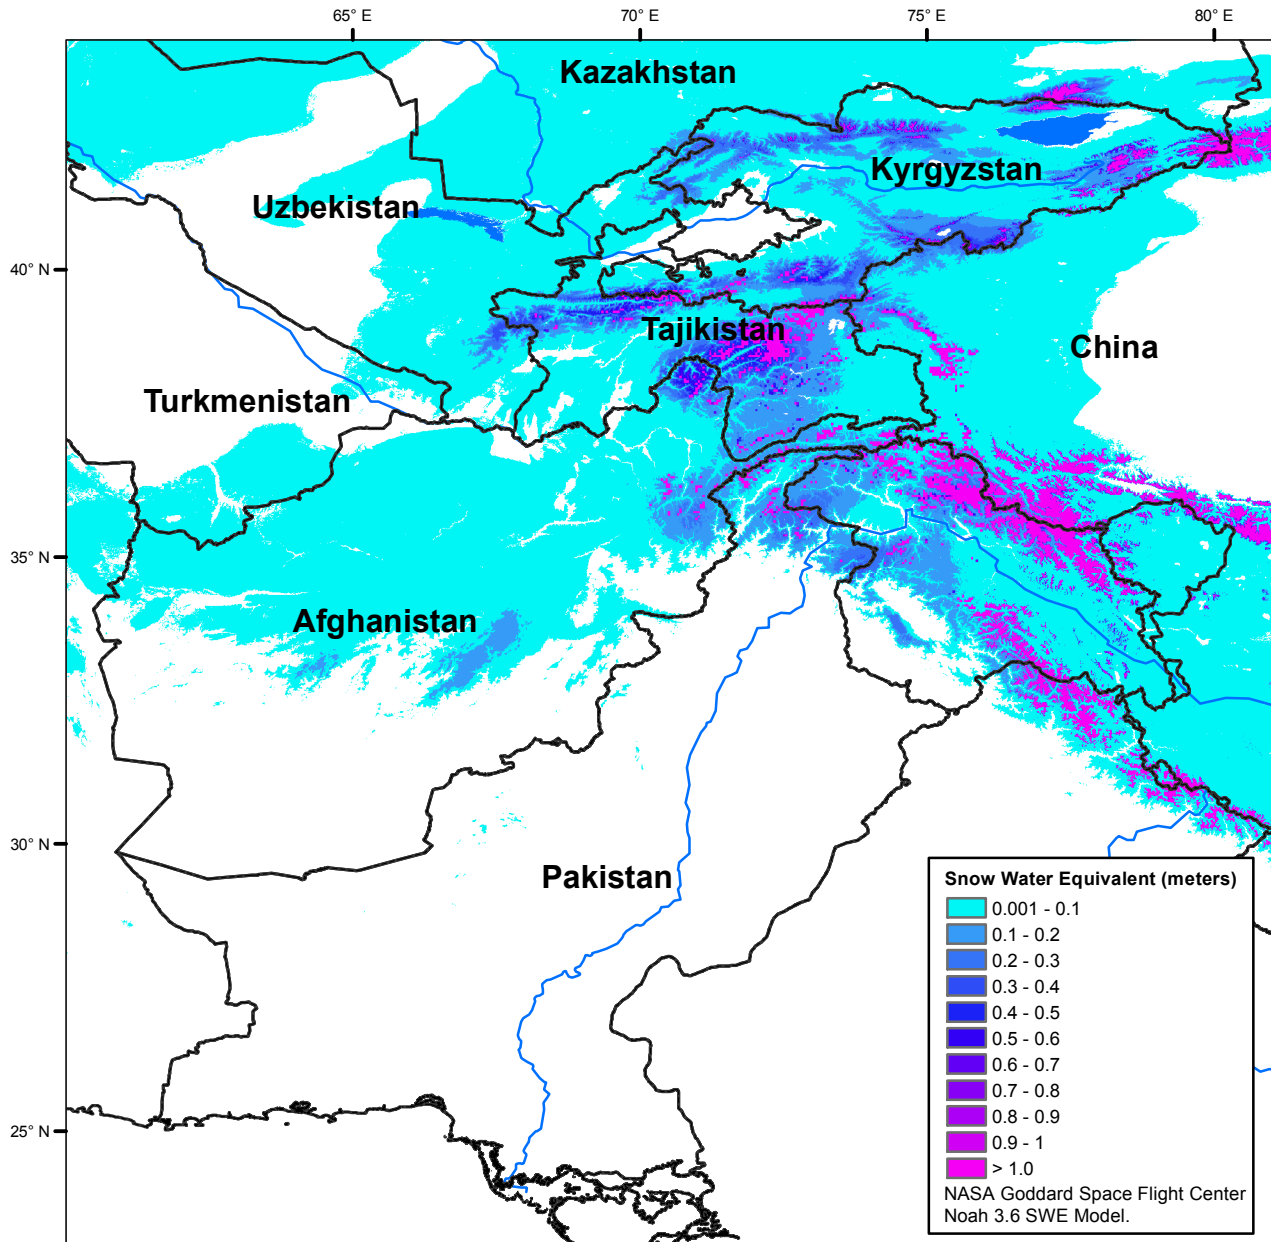 65° E
70° E
75° E
80° E
Kazakhstan
Kyrgyzstan
Uzbekistan
40° N
Tajikistan
China
Turkmenistan
35° N
Afghanistan
30° N
Pakistan
25° N
Snow Water Equivalent (meters)
0.001 - 0.1
0.1 - 0.2
0.2 - 0.3
0.3 - 0.4
0.4 - 0.5
0.5 - 0.6
0.6 - 0.7
0.7 - 0.8
0.8 - 0.9
0.9 - 1
> 1.0
NASA Goddard Space Flight Center
Noah 3.6 SWE Model.